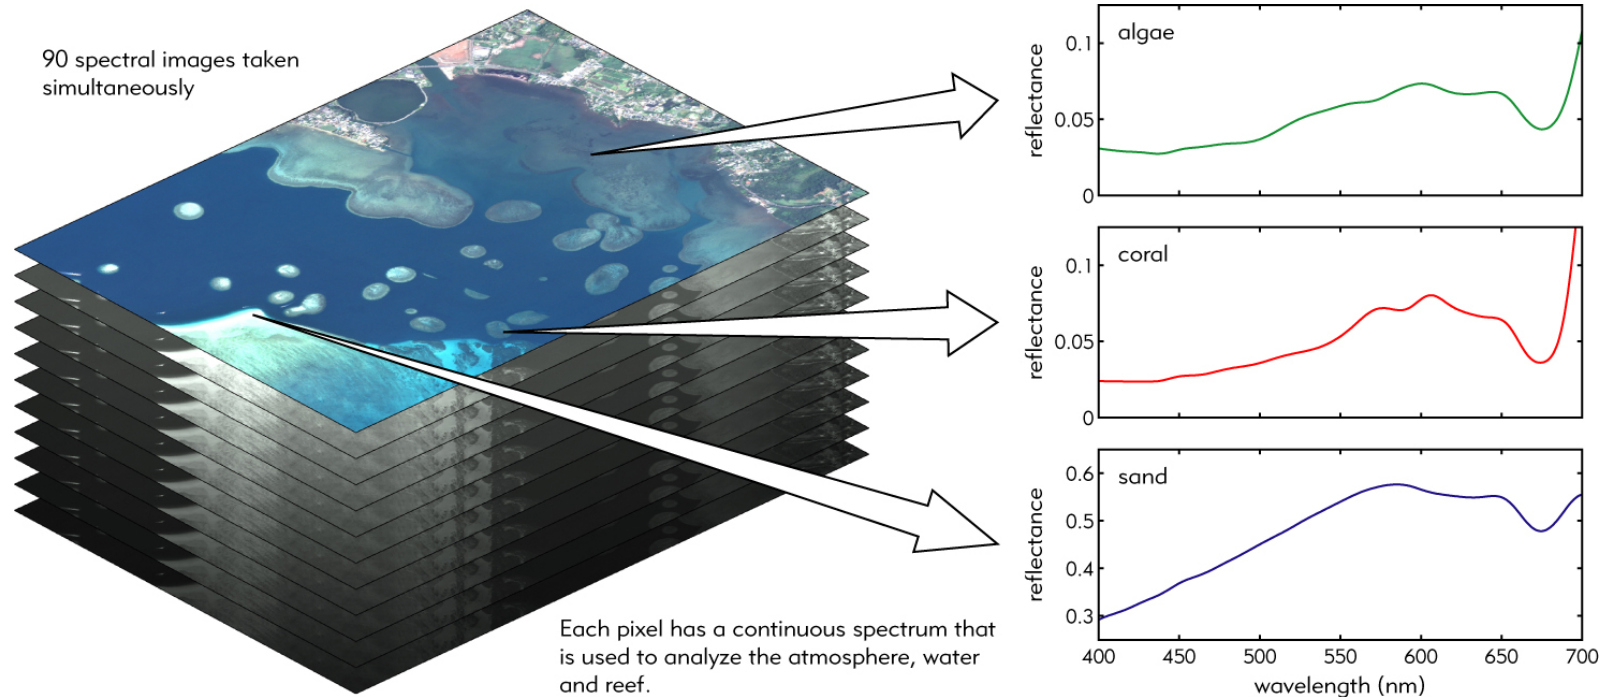 90 spectral images taken
simultaneously
algae
reflectance
0.1
0.05
0
coral
reflectance
0.1
0.05
0
sand
reflectance
0.6
0.5
0.4
0.3
400 450 500 550 600 650 700
wavelength (nm)
Each pixel has a continuous spectrum that
is used to analyze the atmosphere, water
and reef.